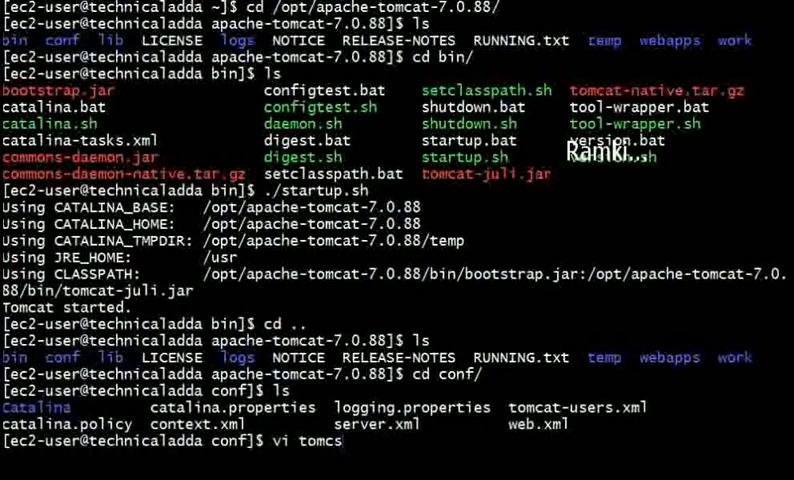 [ec2-user@technicaladda ~]$ cd /opt/apache-tomcat-7.0.88/
[ec2-user@technicaladda apache-tomcat-7.0.88]$ ls
bin conf lib LICENSE logs NOTICE RELEASE-NOTES RUNNING.txt temp webapps work
[ec2-user@technicaladda apache-tomcat-7.0.88]$ cd bin/
[ec2-user@technicaladda bin]$ ls
bootstrap.jar configtest.bat setclasspath.sh tomcat-native.tar.gz
catalina.bat configtest.sh shutdown.bat tool-wrapper.bat
catalina.sh daemon.sh shutdown.sh tool-wrapper.sh
catalina-tasks.xml digest.bat startup.bat version.bat
Ramki...
commons-daemon.jar digest.sh startup.sh version.sh
commons-daemon-native.tar.gz setclasspath.bat tomcat-juli.jar
[ec2-user@technicaladda bin]$ ./startup.sh
Using CATALINA_BASE: /opt/apache-tomcat-7.0.88
Using CATALINA_HOME: /opt/apache-tomcat-7.0.88
Using CATALINA_TMPDIR: /opt/apache-tomcat-7.0.88/temp
Using JRE_HOME: /usr
Using CLASSPATH: /opt/apache-tomcat-7.0.88/bin/bootstrap.jar:/opt/apache-tomcat-7.0.
88/bin/tomcat-juli.jar
Tomcat started.
[ec2-user@technicaladda bin]$ cd ..
[ec2-user@technicaladda apache-tomcat-7.0.88]$ ls
bin conf lib LICENSE logs NOTICE RELEASE-NOTES RUNNING.txt temp webapps work
[ec2-user@technicaladda apache-tomcat-7.0.88]$ cd conf/
[ec2-user@technicaladda conf]$ ls
Catalina catalina.properties logging.properties tomcat-users.xml
catalina.policy context.xml server.xml web.xml
[ec2-user@technicaladda conf]$ vi tomcs